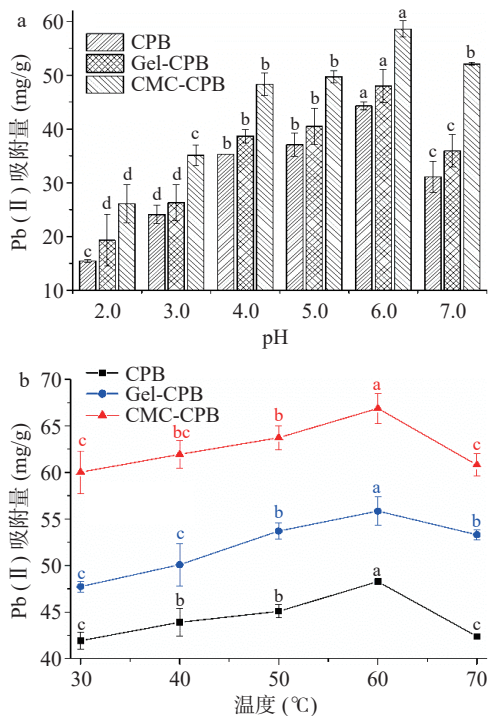 a
CPB
Gel-CPB
CMC-CPB
Pb(Ⅱ)吸附量(mg/g)
60
50
40
30
20
10
c d d
c d c
b b b
b b b
a a a
c c b
2.0 3.0 4.0 5.0 6.0 7.0
pH
b
CPB
Gel-CPB
CMC-CPB
Pb(Ⅱ)吸附量(mg/g)
70
65
60
55
50
45
40
c bc b a c
c c b a b
c b b a c
30 40 50 60 70
温度(℃)